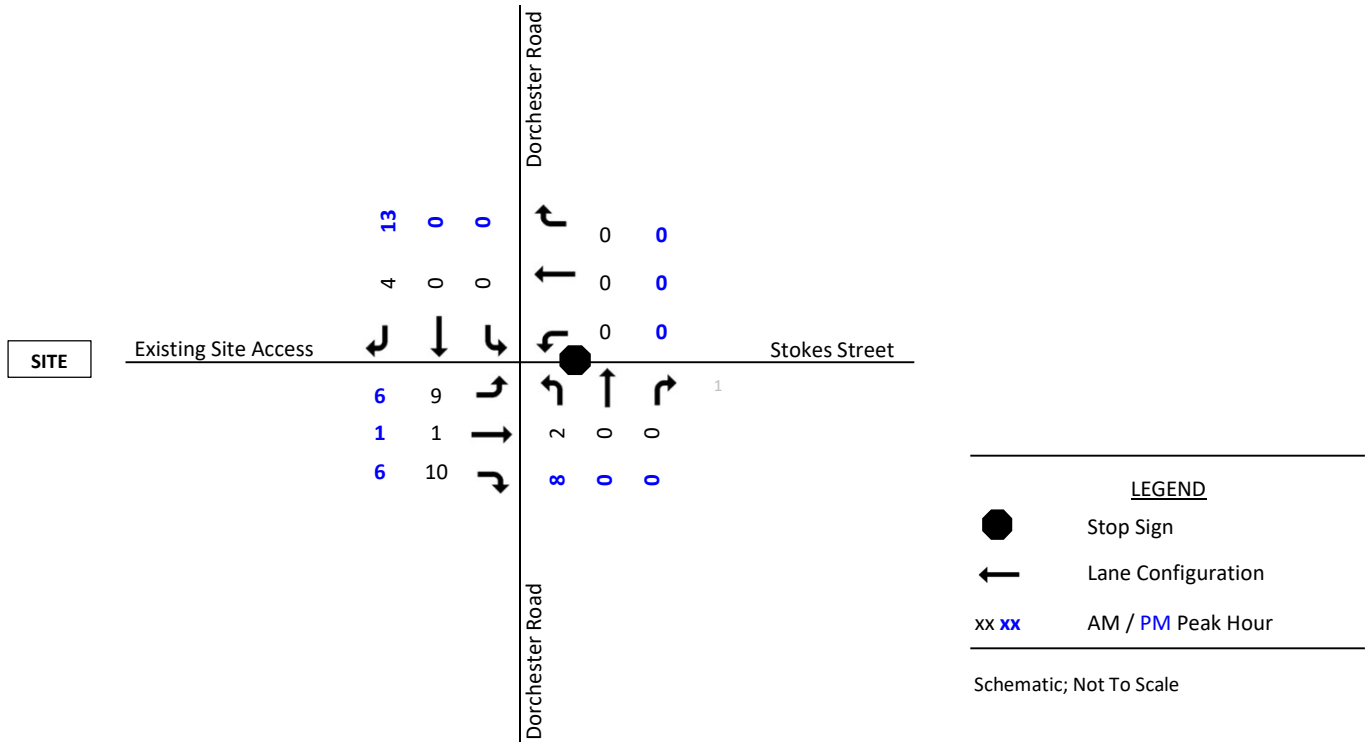 Dorchester Road
13 0 0
4 0 0
0 0
0 0
0 0
SITE
Existing Site Access
Stokes Street
6 9
1 1
6 10
1
2 0 0
8 0 0
Dorchester Road
LEGEND
Stop Sign
Lane Configuration
xx xx AM / PM Peak Hour
Schematic; Not To Scale